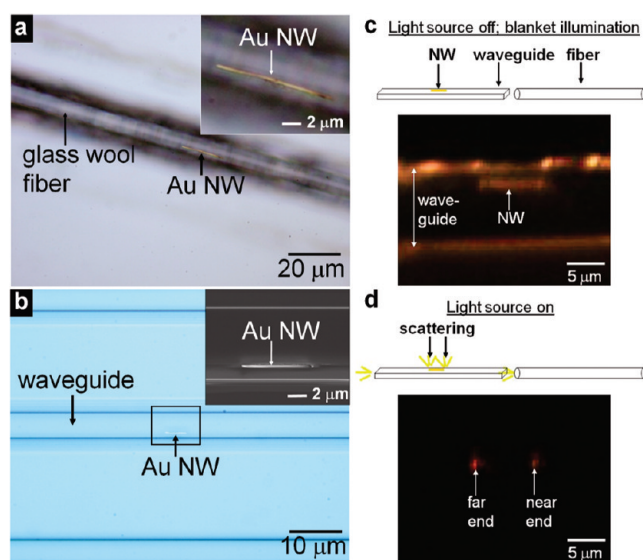 a
Au NW
2 μm
glass wool
fiber
Au NW
20 μm
b
Au NW
2 μm
waveguide
Au NW
10 μm
c
Light source off; blanket illumination
NW waveguide fiber
wave-
guide
NW
5 μm
d
Light source on
scattering
far
end
near
end
5 μm